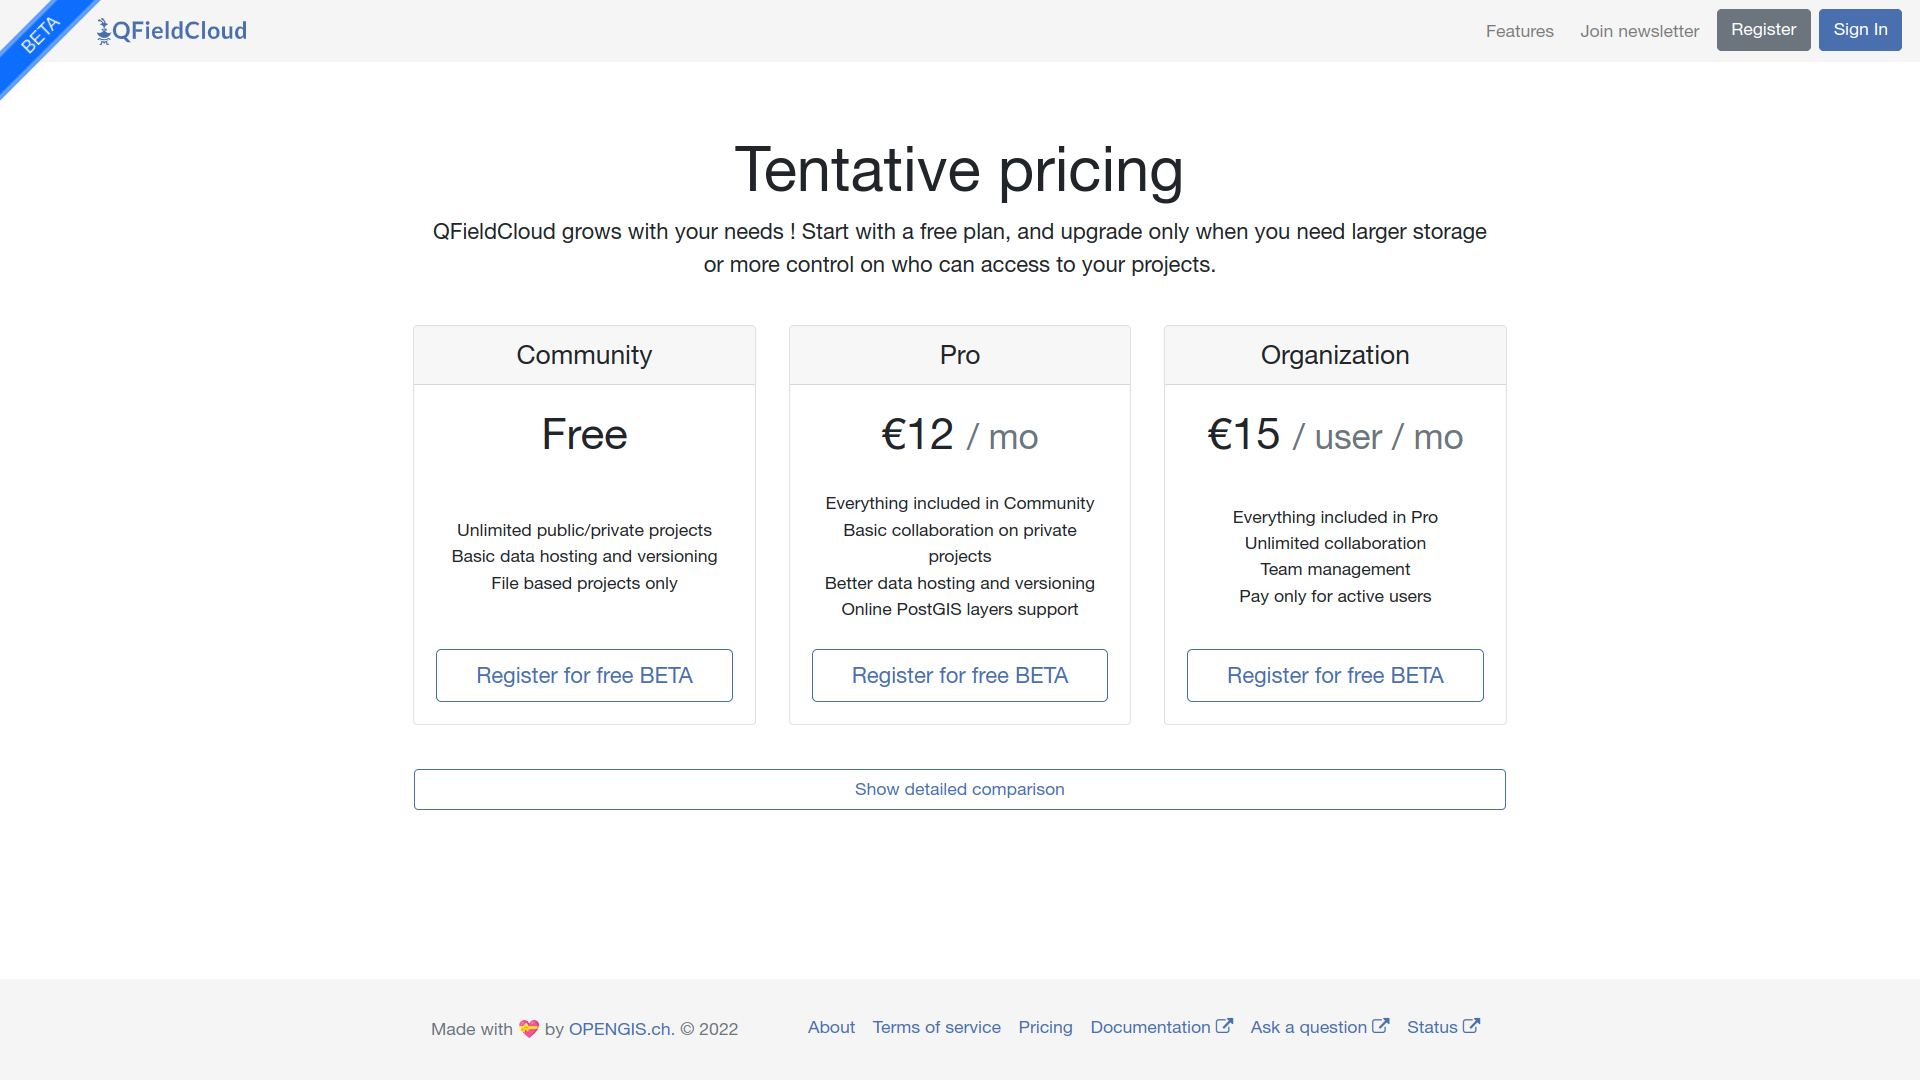 BETA
QFieldCloud
Features
Join newsletter
Register
Sign In
Tentative pricing
QFieldCloud grows with your needs ! Start with a free plan, and upgrade only when you need larger storage
or more control on who can access to your projects.
Community
Free
Unlimited public/private projects
Basic data hosting and versioning
File based projects only
Register for free BETA
Pro
€12 / mo
Everything included in Community
Basic collaboration on private
projects
Better data hosting and versioning
Online PostGIS layers support
Register for free BETA
Organization
€15 / user / mo
Everything included in Pro
Unlimited collaboration
Team management
Pay only for active users
Register for free BETA
Show detailed comparison
Made with 💝 by OPENGIS.ch. © 2022
About
Terms of service
Pricing
Documentation
Ask a question
Status